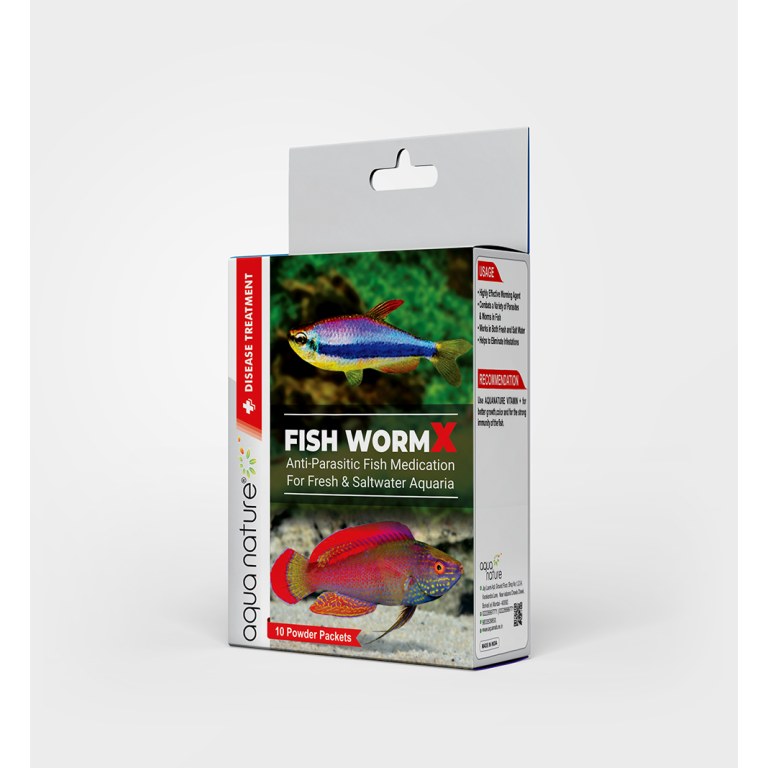 DISEASE TREATMENT
aqua nature®
FISH WORM X
Anti-Parasitic Fish Medication
For Fresh & Saltwater Aquaria
10 Powder Packets
USAGE
• Highly Effective Worming Agent
• Combats a Variety of Parasites
& Worms in Fish
• Works in Both Fresh and Salt Water
• Helps to Eliminate Infestations
RECOMMENDATION
Use AQUANATURE VITAMIN + for
better growth, color and for the strong
immunity of the fish.
aqua
nature
MADE IN INDIA